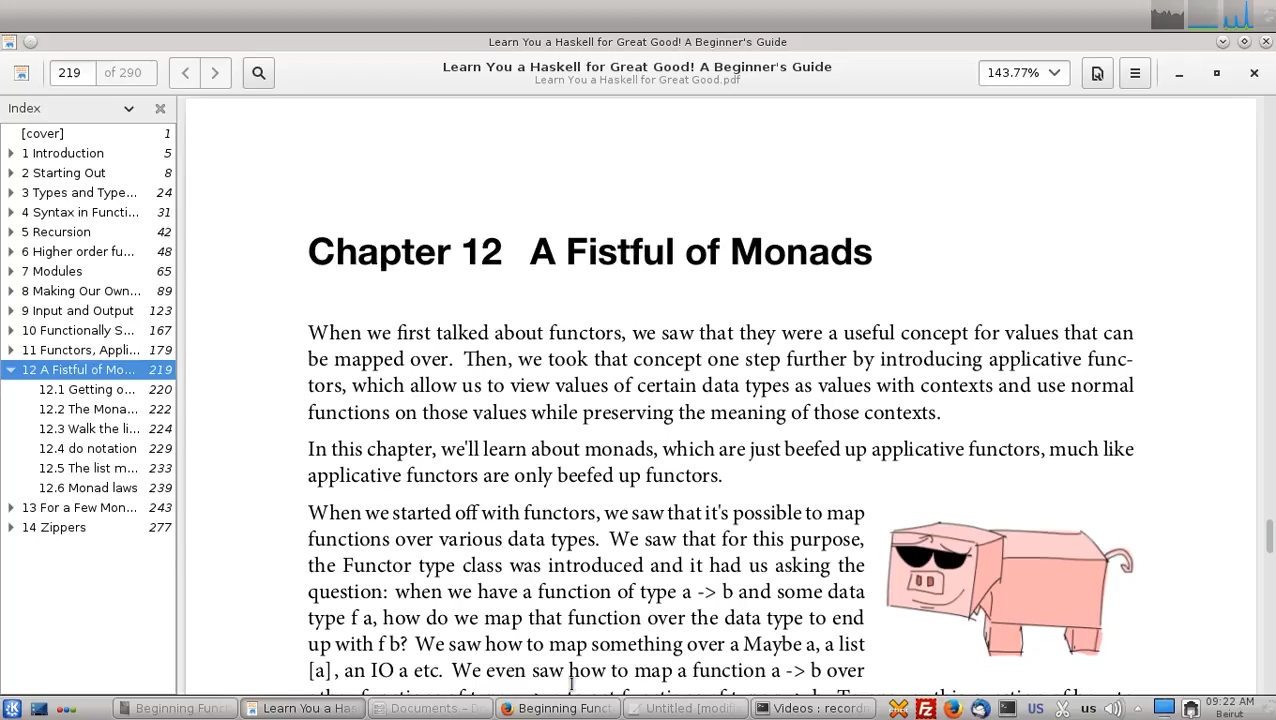 Learn You a Haskell for Great Good! A Beginner's Guide
219 of 290
Learn You a Haskell for Great Good! A Beginner's Guide
Learn You a Haskell for Great Good.pdf
143.77%
Index
[cover] 1
1 Introduction 5
2 Starting Out 8
3 Types and Type... 24
4 Syntax in Functi... 31
5 Recursion 42
6 Higher order fu... 48
7 Modules 65
8 Making Our Own... 89
9 Input and Output 123
10 Functionally S... 167
11 Functors, Appli... 179
12 A Fistful of Mo... 219
12.1 Getting o... 220
12.2 The Mona... 222
12.3 Walk the li... 224
12.4 do notation 229
12.5 The list m... 233
12.6 Monad laws 239
13 For a Few Mon... 243
14 Zippers 277
Chapter 12 A Fistful of Monads
When we first talked about functors, we saw that they were a useful concept for values that can
be mapped over. Then, we took that concept one step further by introducing applicative func-
tors, which allow us to view values of certain data types as values with contexts and use normal
functions on those values while preserving the meaning of those contexts.
In this chapter, we'll learn about monads, which are just beefed up applicative functors, much like
applicative functors are only beefed up functors.
When we started off with functors, we saw that it's possible to map
functions over various data types. We saw that for this purpose,
the Functor type class was introduced and it had us asking the
question: when we have a function of type a -> b and some data
type f a, how do we map that function over the data type to end
up with f b? We saw how to map something over a Maybe a, a list
[a], an IO a etc. We even saw how to map a function a -> b over
Beginning Func
Learn You a Has
Documents – Do
Beginning Funct
Untitled [modifi
Videos : record
US
us
09:22 AM
Beirut